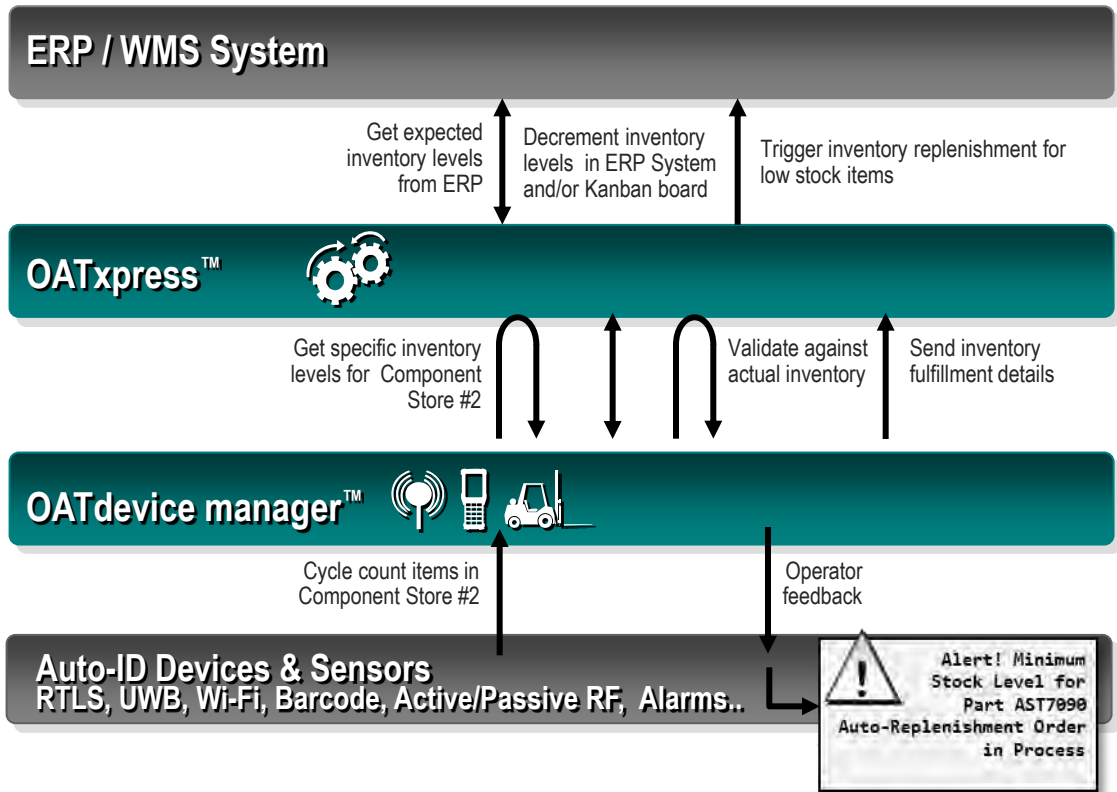 ERP / WMS System
Get expected
inventory levels
from ERP
Decrement inventory
levels in ERP System
and/or Kanban board
Trigger inventory replenishment for
low stock items
OATxpress™
Get specific inventory
levels for Component
Store #2
Validate against
actual inventory
Send inventory
fulfillment details
OATdevice manager™
Cycle count items in
Component Store #2
Operator
feedback
Auto-ID Devices & Sensors
RTLS, UWB, Wi-Fi, Barcode, Active/Passive RF, Alarms..
Alert! Minimum
Stock Level for
Part AST7090
Auto-Replenishment Order
in Process